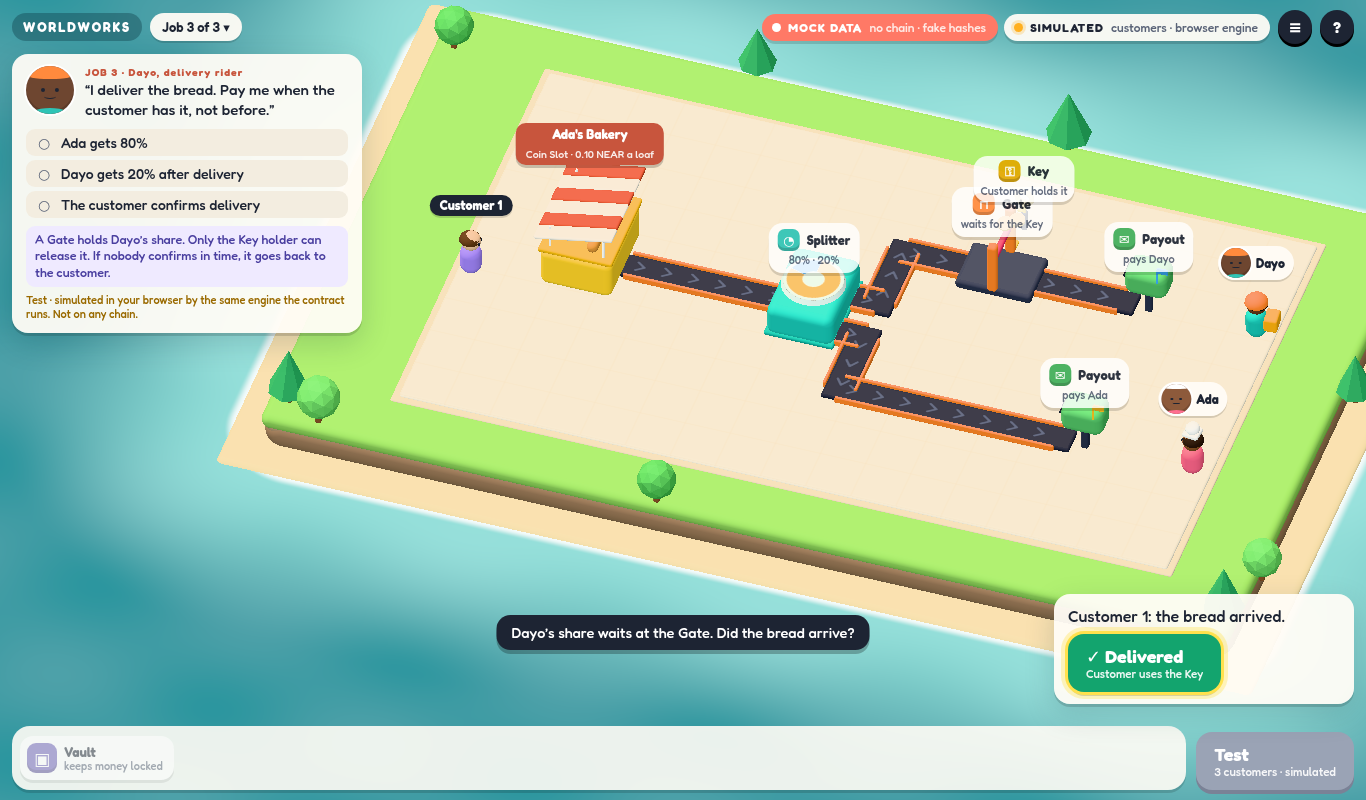 WORLDWORKS
Job 3 of 3 ▾
MOCK DATA no chain · fake hashes
SIMULATED customers · browser engine
≡
?
JOB 3 · Dayo, delivery rider
“I deliver the bread. Pay me when the
customer has it, not before.”
Ada gets 80%
Dayo gets 20% after delivery
The customer confirms delivery
A Gate holds Dayo's share. Only the Key holder can
release it. If nobody confirms in time, it goes back to
the customer.
Test · simulated in your browser by the same engine the contract
runs. Not on any chain.
Ada's Bakery
Coin Slot · 0.10 NEAR a loaf
Customer 1
Key
Customer holds it
Gate
waits for the Key
Splitter
80% · 20%
Payout
pays Dayo
Dayo
Payout
pays Ada
Ada
Dayo's share waits at the Gate. Did the bread arrive?
Customer 1: the bread arrived.
✓ Delivered
Customer uses the Key
Vault
keeps money locked
Test
3 customers · simulated